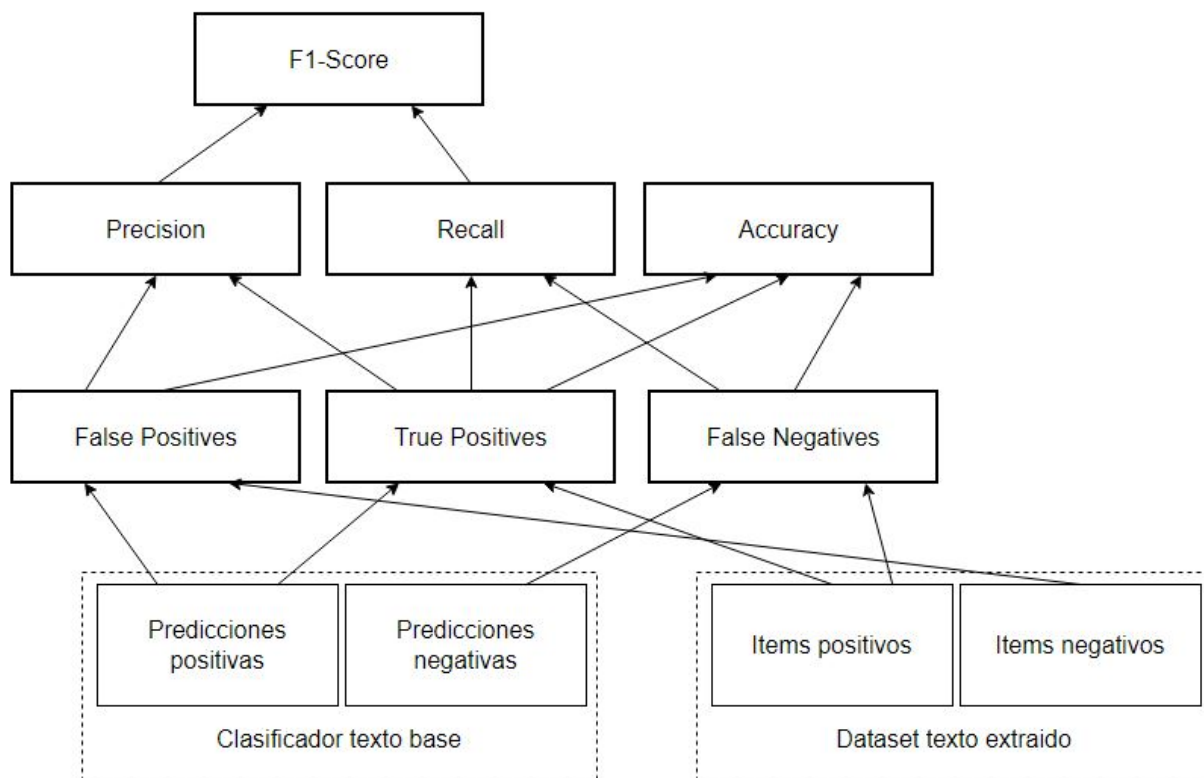 F1-Score
Precision
Recall
Accuracy
False Positives
True Positives
False Negatives
Predicciones
positivas
Predicciones
negativas
Items positivos
Items negativos
Clasificador texto base
Dataset texto extraido